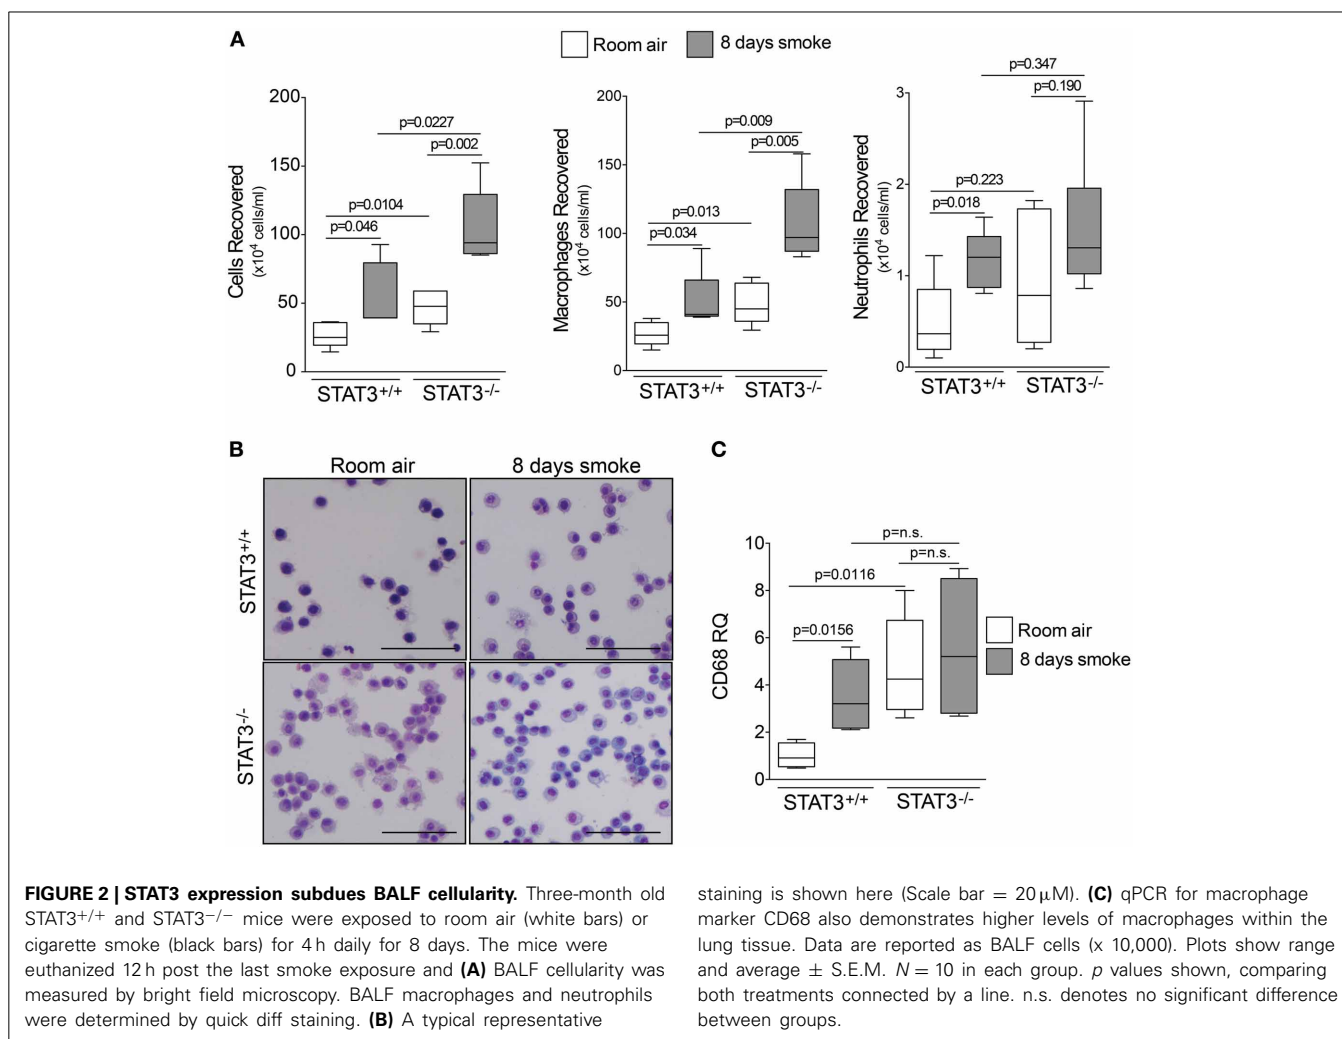 A
Room air
8 days smoke
Cells Recovered
(x10⁴ cells/ml)
200
150
100
50
0
p=0.0227
p=0.002
p=0.0104
p=0.046
STAT3+/+
STAT3-/-
Macrophages Recovered
(x10⁴ cells/ml)
200
150
100
50
0
p=0.009
p=0.005
p=0.013
p=0.034
STAT3+/+
STAT3-/-
Neutrophils Recovered
(x10⁴ cells/ml)
3
2
1
0
p=0.347
p=0.190
p=0.223
p=0.018
STAT3+/+
STAT3-/-
B
Room air
8 days smoke
STAT3+/+
STAT3-/-
C
CD68 RQ
10
8
6
4
2
0
p=n.s.
p=n.s.
p=0.0116
p=0.0156
STAT3+/+
STAT3-/-
Room air
8 days smoke
FIGURE 2 | STAT3 expression subdues BALF cellularity. Three-month old
STAT3+/+ and STAT3−/− mice were exposed to room air (white bars) or
cigarette smoke (black bars) for 4 h daily for 8 days. The mice were
euthanized 12 h post the last smoke exposure and (A) BALF cellularity was
measured by bright field microscopy. BALF macrophages and neutrophils
were determined by quick diff staining. (B) A typical representative
staining is shown here (Scale bar = 20 μM). (C) qPCR for macrophage
marker CD68 also demonstrates higher levels of macrophages within the
lung tissue. Data are reported as BALF cells (x 10,000). Plots show range
and average ± S.E.M. N = 10 in each group. p values shown, comparing
both treatments connected by a line. n.s. denotes no significant difference
between groups.